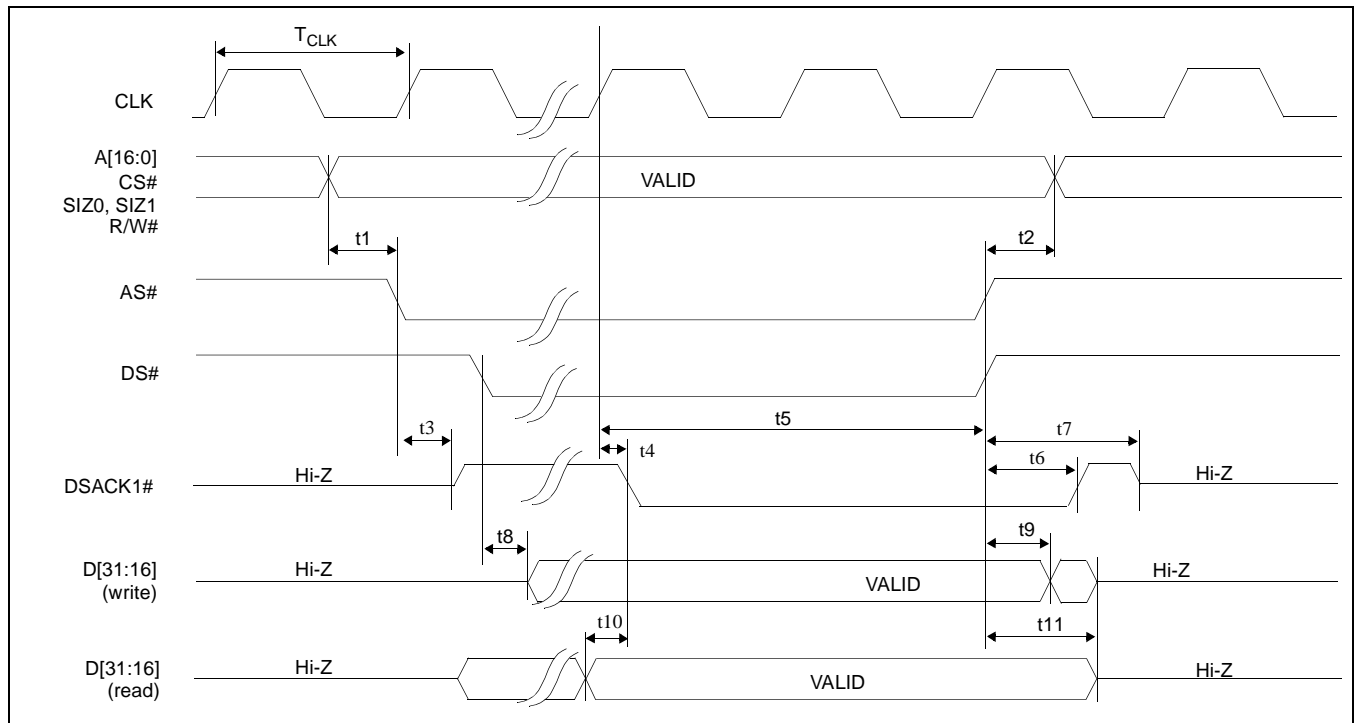 TCLK
CLK
A[16:0]
CS#
VALID
SIZ0, SIZ1
R/W#
t1
t2
AS#
DS#
t5
t3
t7
t4
t6
DSACK1#
Hi-Z
Hi-Z
t8
t9
D[31:16]
(write)
Hi-Z
VALID
Hi-Z
t10
t11
D[31:16]
(read)
Hi-Z
VALID
Hi-Z